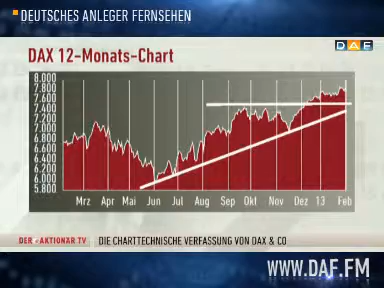 DEUTSCHES ANLEGER FERNSEHEN
DAF
DAX 12-Monats-Chart
8.000
7.800
7.600
7.400
7.200
7.000
6.800
6.600
6.400
6.200
6.000
5.800
Mrz Apr Mai Jun Jul Aug Sep Okt Nov Dez 13 Feb
DER AKTIONÄR TV DIE CHARTTECHNISCHE VERFASSUNG VON DAX & CO
WWW.DAF.FM